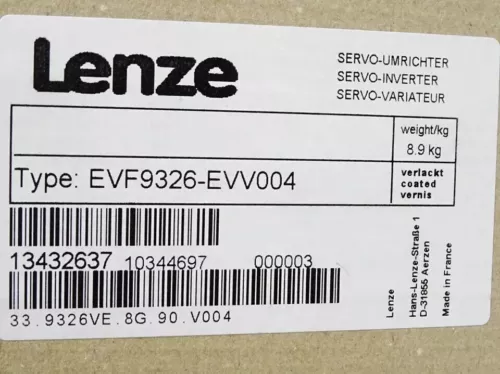 Lenze
SERVO-UMRICHTER
SERVO-INVERTER
SERVO-VARIATEUR
weight/kg
8.9 kg
Type: EVF9326-EVV004
verlackt
coated
vernis
13432637 10344697 000003
33.9326VE.8G.90.V004
Lenze
Hans-Lenze-Straße 1
D-31855 Aerzen
Made in France